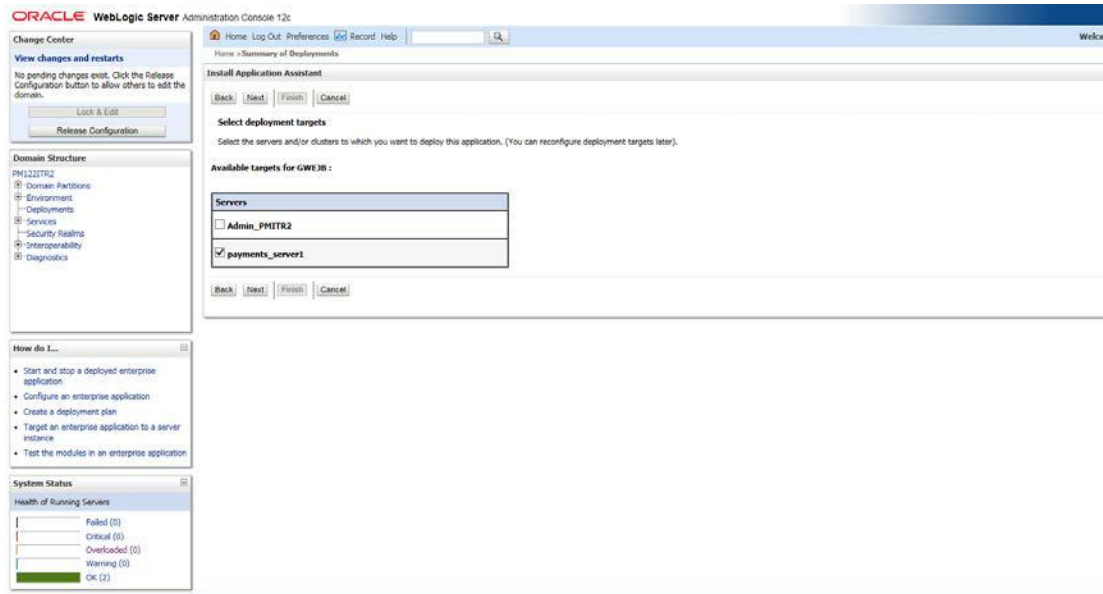 ORACLE WebLogic Server Administration Console 12c
Change Center
View changes and restarts
No pending changes exist. Click the Release
Configuration button to allow others to edit the
domain.
Lock & Edit
Release Configuration
Domain Structure
PM122ITR2
Domain Partitions
Environment
Deployments
Services
Security Realms
Interoperability
Diagnostics
How do I...
Start and stop a deployed enterprise
application
Configure an enterprise application
Create a deployment plan
Target an enterprise application to a server
instance
Test the modules in an enterprise application
System Status
Health of Running Servers
Failed (0)
Critical (0)
Overloaded (0)
Warning (0)
OK (2)
Home Log Out Preferences Record Help
Welco
Home >Summary of Deployments
Install Application Assistant
Back Next Finish Cancel
Select deployment targets
Select the servers and/or clusters to which you want to deploy this application. (You can reconfigure deployment targets later).
Available targets for GWEJB :
Servers
Admin_PMITR2
payments_server1
Back Next Finish Cancel